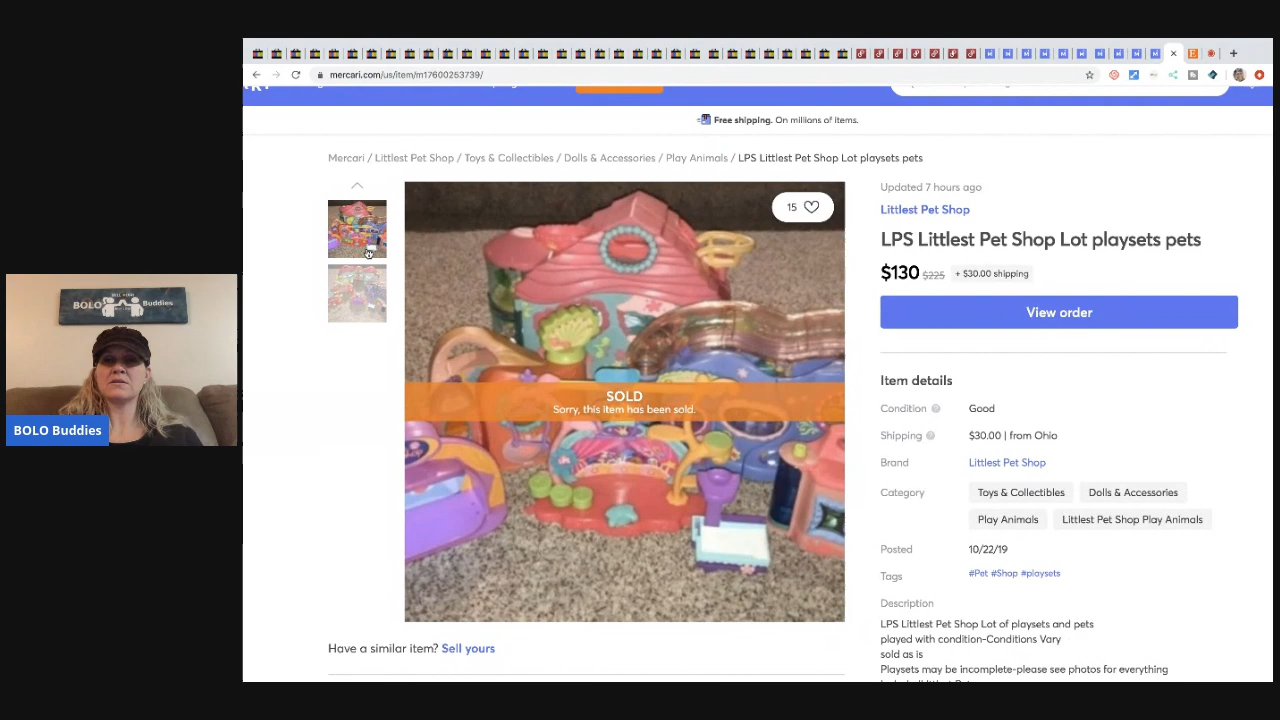 mercari.com/us/item/m17600253739/
Free shipping. On millions of items.
Mercari / Littlest Pet Shop / Toys & Collectibles / Dolls & Accessories / Play Animals / LPS Littlest Pet Shop Lot playsets pets
15
SOLD
Sorry, this item has been sold.
Updated 7 hours ago
Littlest Pet Shop
LPS Littlest Pet Shop Lot playsets pets
$130 $225 + $30.00 shipping
View order
Item details
Condition Good
Shipping $30.00 | from Ohio
Brand Littlest Pet Shop
Category Toys & Collectibles Dolls & Accessories
Play Animals Littlest Pet Shop Play Animals
Posted 10/22/19
Tags #Pet #Shop #playsets
Description
LPS Littlest Pet Shop Lot of playsets and pets
played with condition-Conditions Vary
sold as is
Playsets may be incomplete-please see photos for everything
Have a similar item? Sell yours
BOLO Buddies
BOLO Buddies